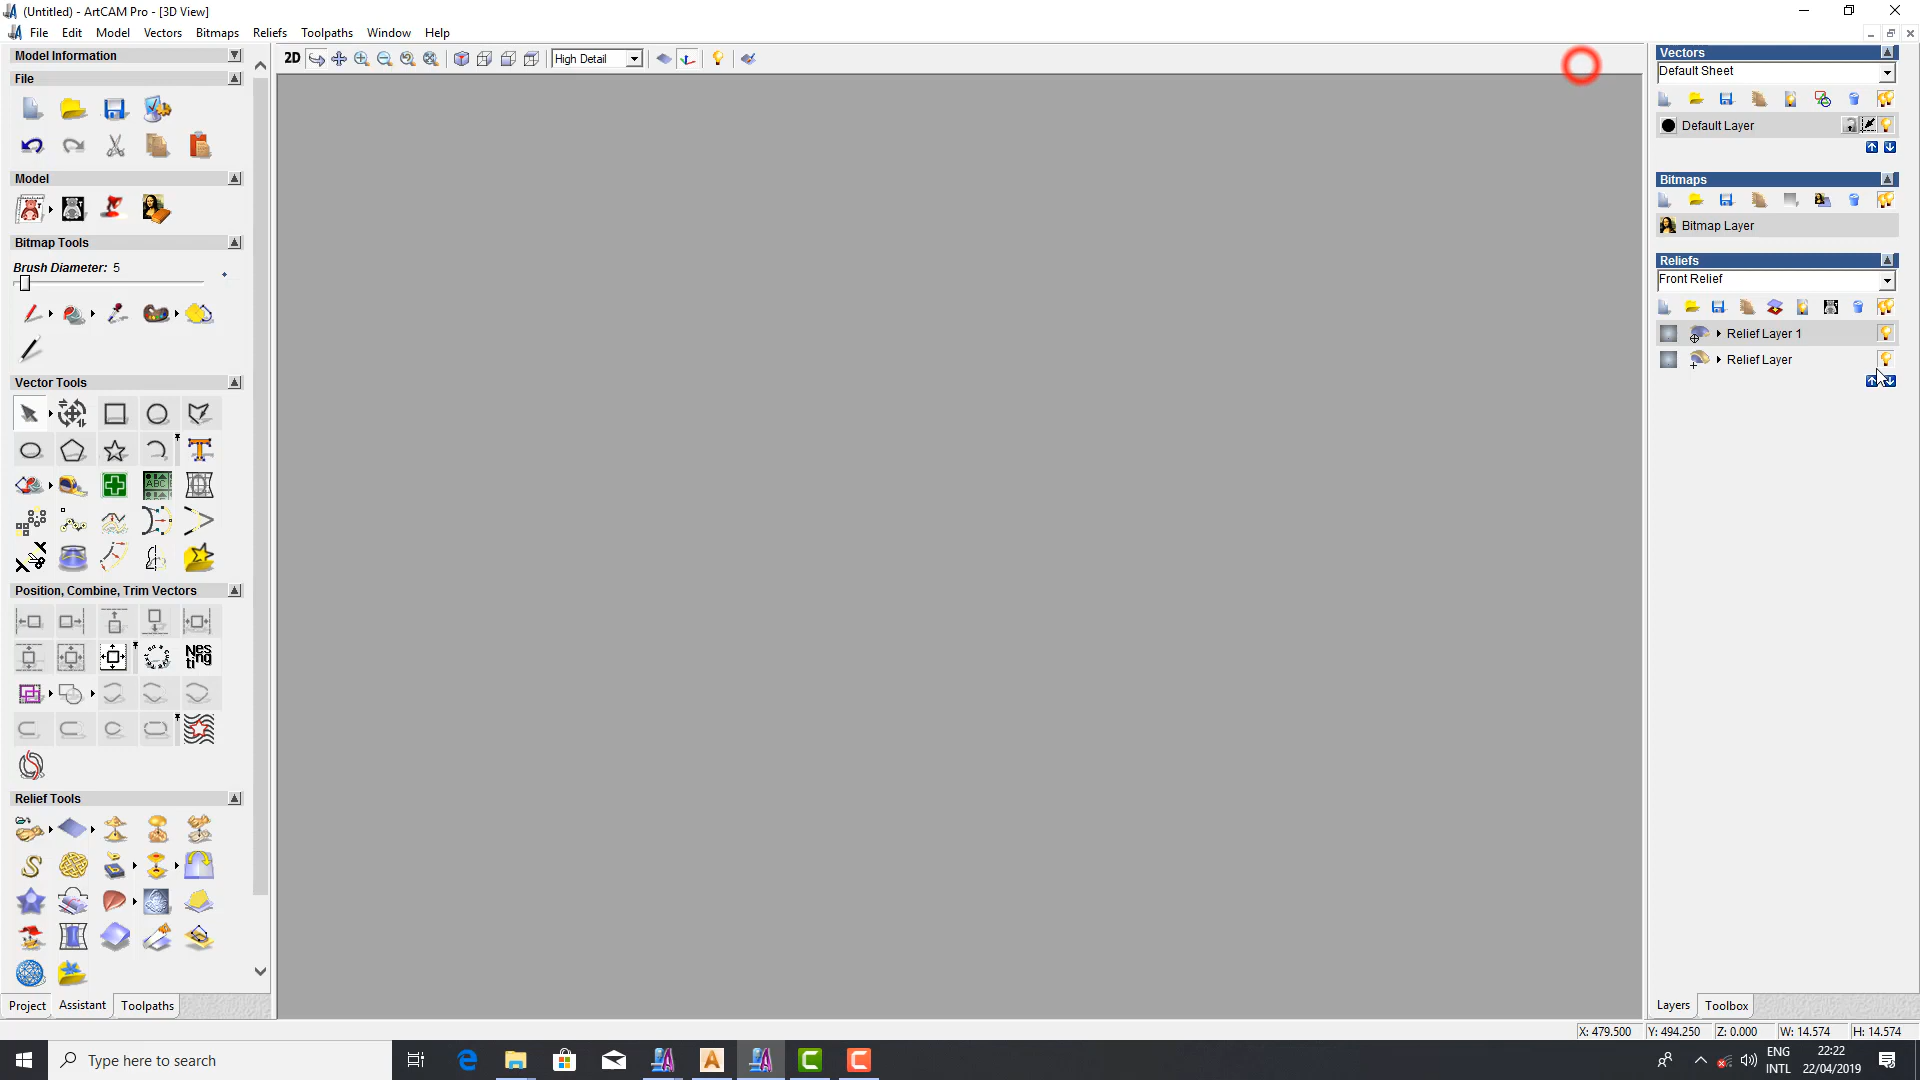 (Untitled) - ArtCAM Pro - [3D View]
File Edit Model Vectors Bitmaps Reliefs Toolpaths Window Help
Model Information
File
Model
Bitmap Tools
Brush Diameter: 5
Vector Tools
ABC
Position, Combine, Trim Vectors
Nes
ting
Relief Tools
Project Assistant Toolpaths
2D High Detail
Vectors
Default Sheet
Default Layer
Bitmaps
Bitmap Layer
Reliefs
Front Relief
Relief Layer 1
Relief Layer
Layers Toolbox
X: 479.500 Y: 494.250 Z: 0.000 W: 14.574 H: 14.574
Type here to search
ENG
INTL
22:22
22/04/2019